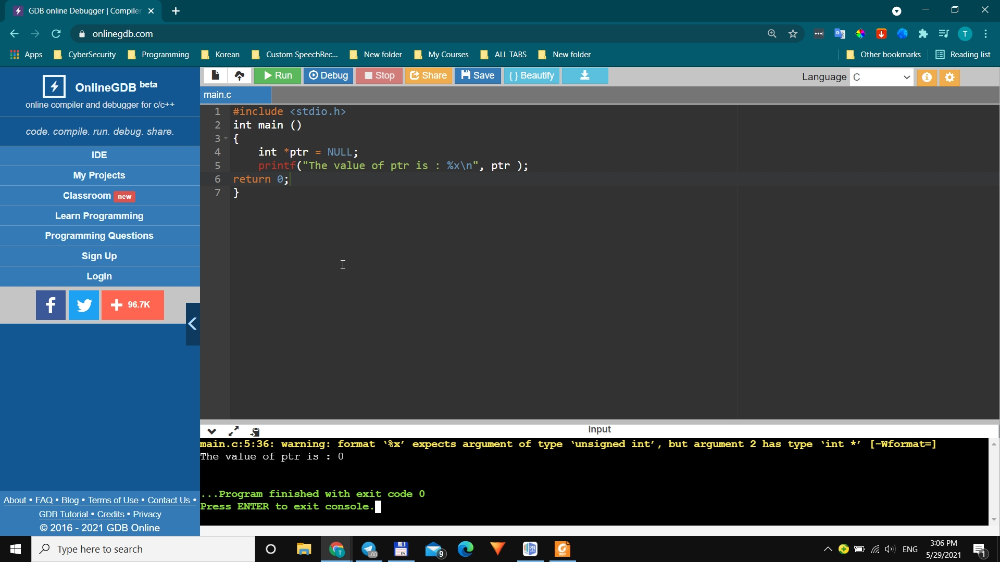 GDB online Debugger | Compiler
onlinegdb.com
T
Apps CyberSecurity Programming Korean Custom SpeechRec... New folder My Courses ALL TABS New folder Other bookmarks Reading list
OnlineGDB beta
online compiler and debugger for c/c++
code. compile. run. debug. share.
IDE
My Projects
Classroom new
Learn Programming
Programming Questions
Sign Up
Login
f + 96.7K
About • FAQ • Blog • Terms of Use • Contact Us •
GDB Tutorial • Credits • Privacy
© 2016 - 2021 GDB Online
Run Debug Stop Share Save { } Beautify
Language C
main.c
1 #include <stdio.h>
2 int main ()
3 {
4 int *ptr = NULL;
5 printf("The value of ptr is : %x\n", ptr );
6 return 0;
7 }
input
main.c:5:36: warning: format ‘%x’ expects argument of type ‘unsigned int’, but argument 2 has type ‘int *’ [-Wformat=]
The value of ptr is : 0
...Program finished with exit code 0
Press ENTER to exit console.
Type here to search
.00
9
PDF
ENG
3:06 PM
5/29/2021
1